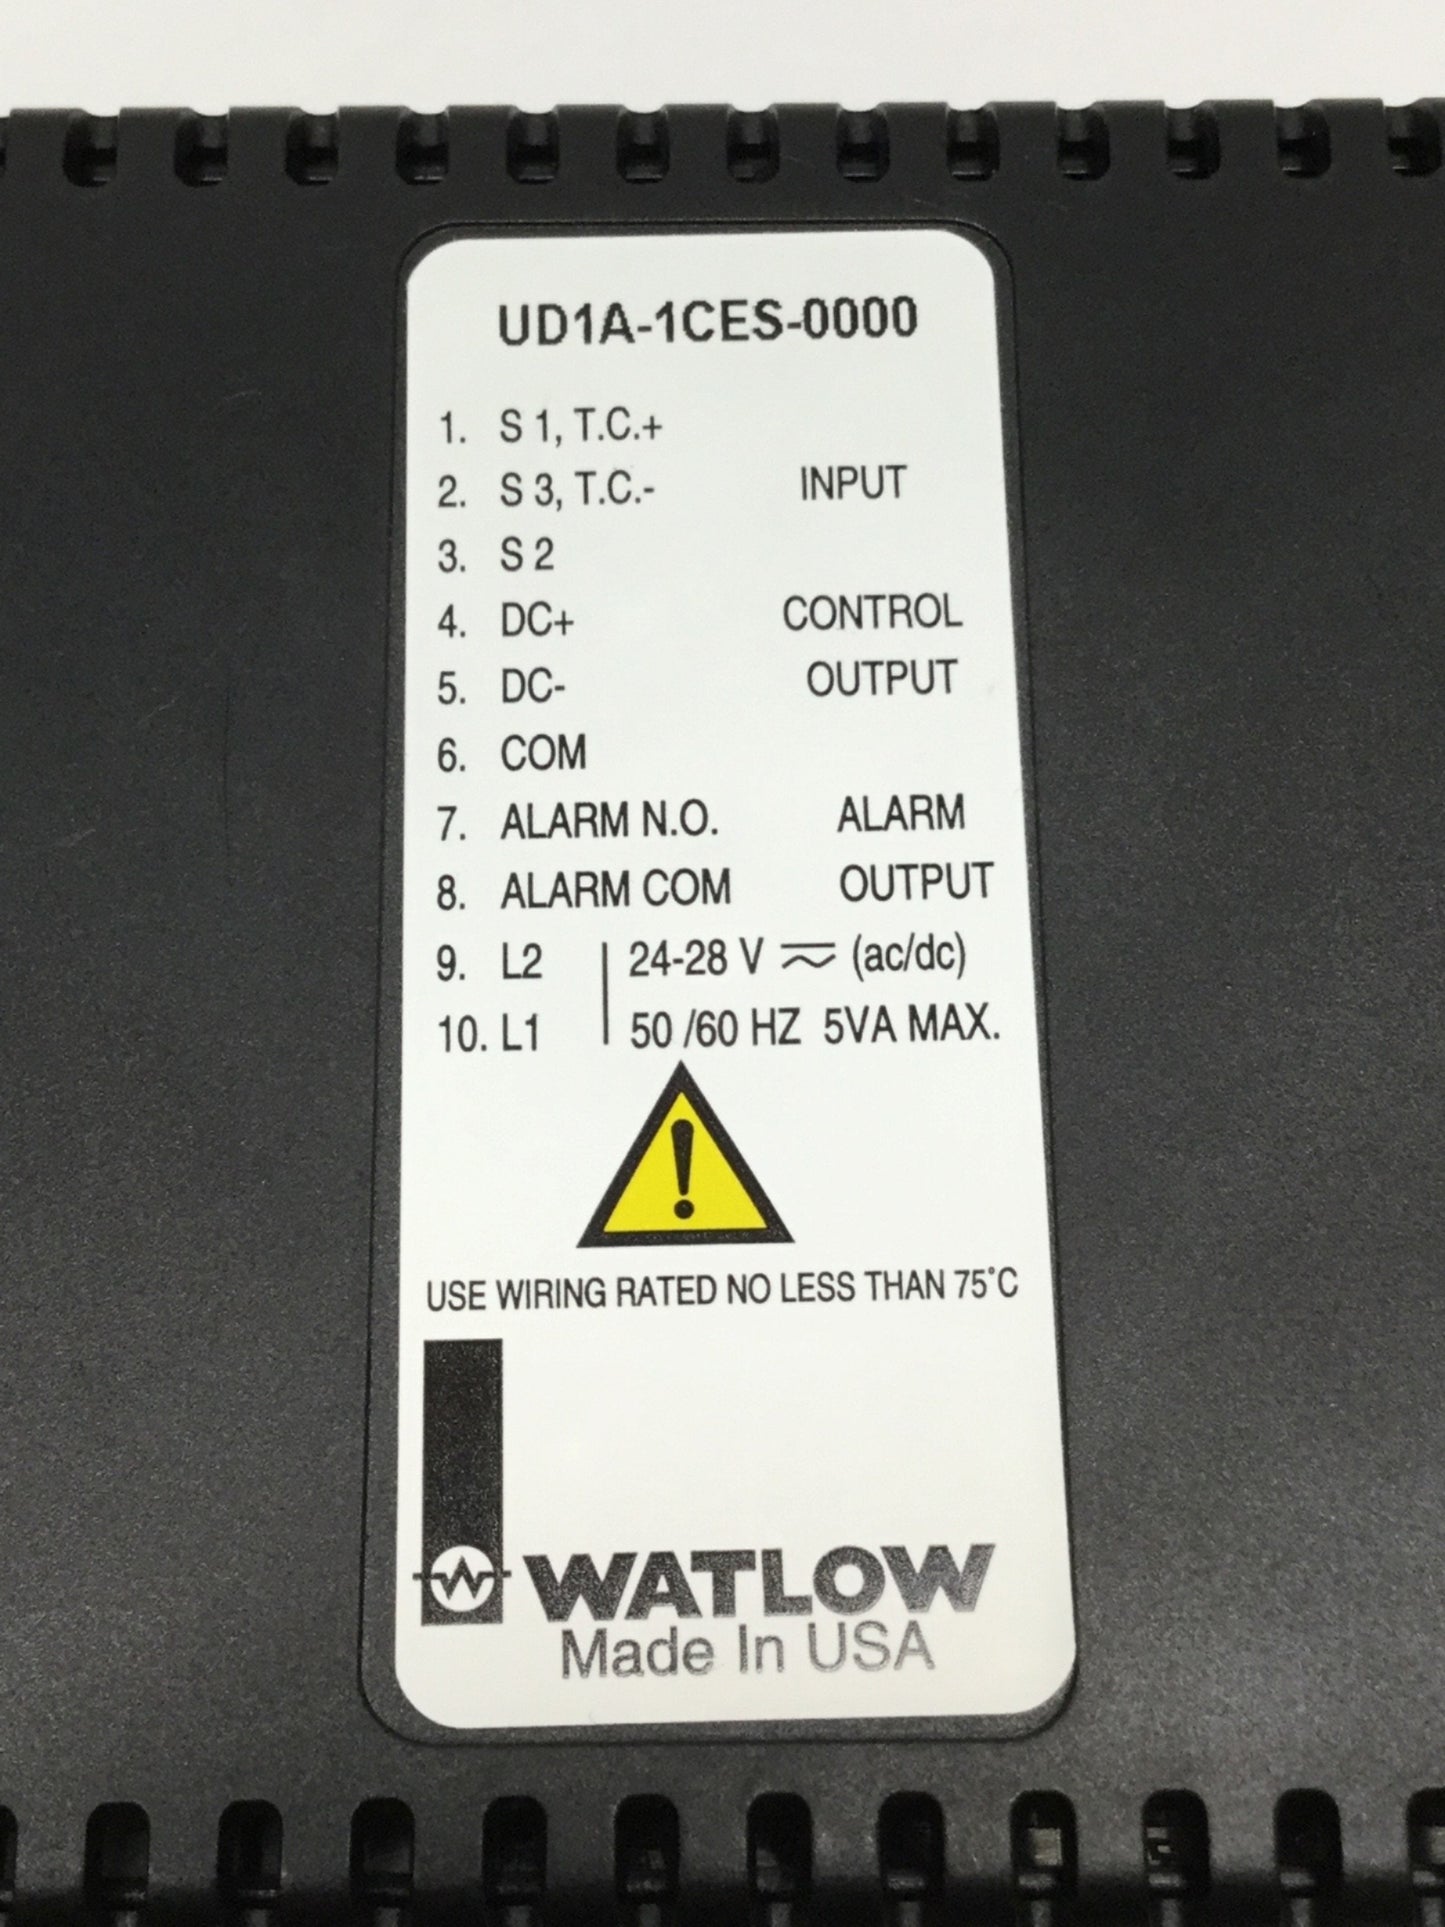 UD1A-1CES-0000
1. S 1, T.C.+
2. S 3, T.C.- INPUT
3. S 2
4. DC+ CONTROL
5. DC- OUTPUT
6. COM
7. ALARM N.O. ALARM
8. ALARM COM OUTPUT
9. L2 24-28 V ⎓∼ (ac/dc)
10. L1 50 /60 HZ 5VA MAX.
!
USE WIRING RATED NO LESS THAN 75°C
WATLOW
Made In USA